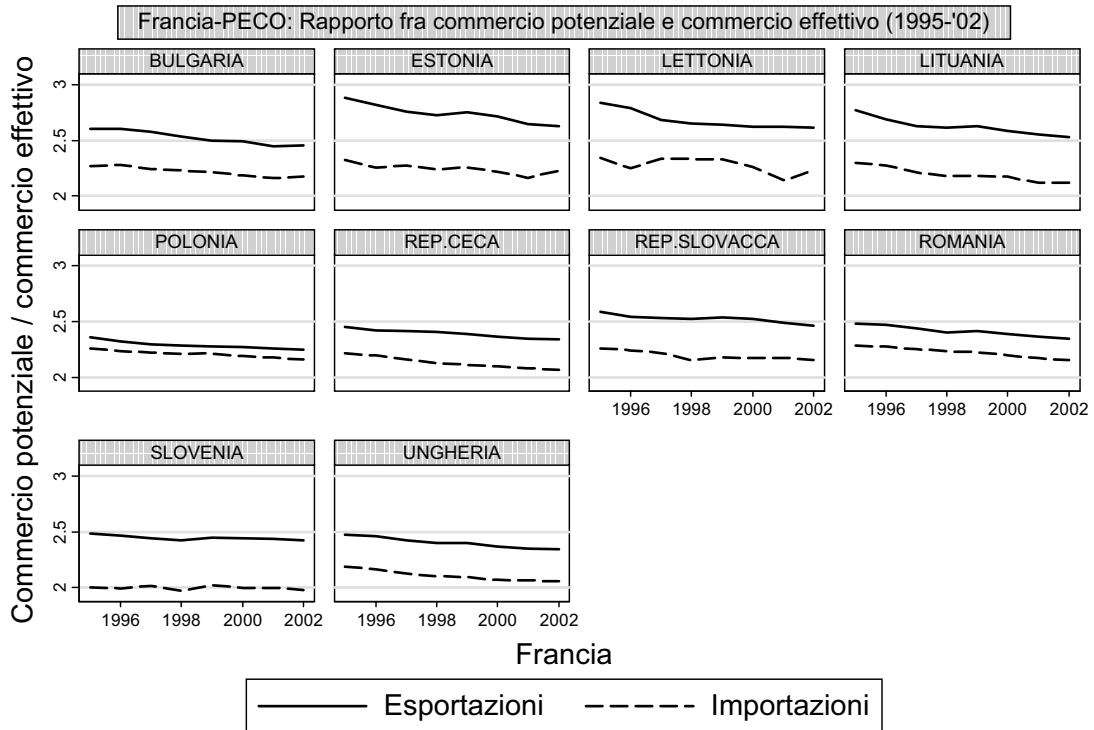 Francia-PECO: Rapporto fra commercio potenziale e commercio effettivo (1995-'02)
Commercio potenziale / commercio effettivo
BULGARIA
ESTONIA
LETTONIA
LITUANIA
3
2.5
2
POLONIA
REP.CECA
REP.SLOVACCA
ROMANIA
3
2.5
2
1996 1998 2000 2002
1996 1998 2000 2002
SLOVENIA
UNGHERIA
3
2.5
2
1996 1998 2000 2002
1996 1998 2000 2002
Francia
Esportazioni
Importazioni